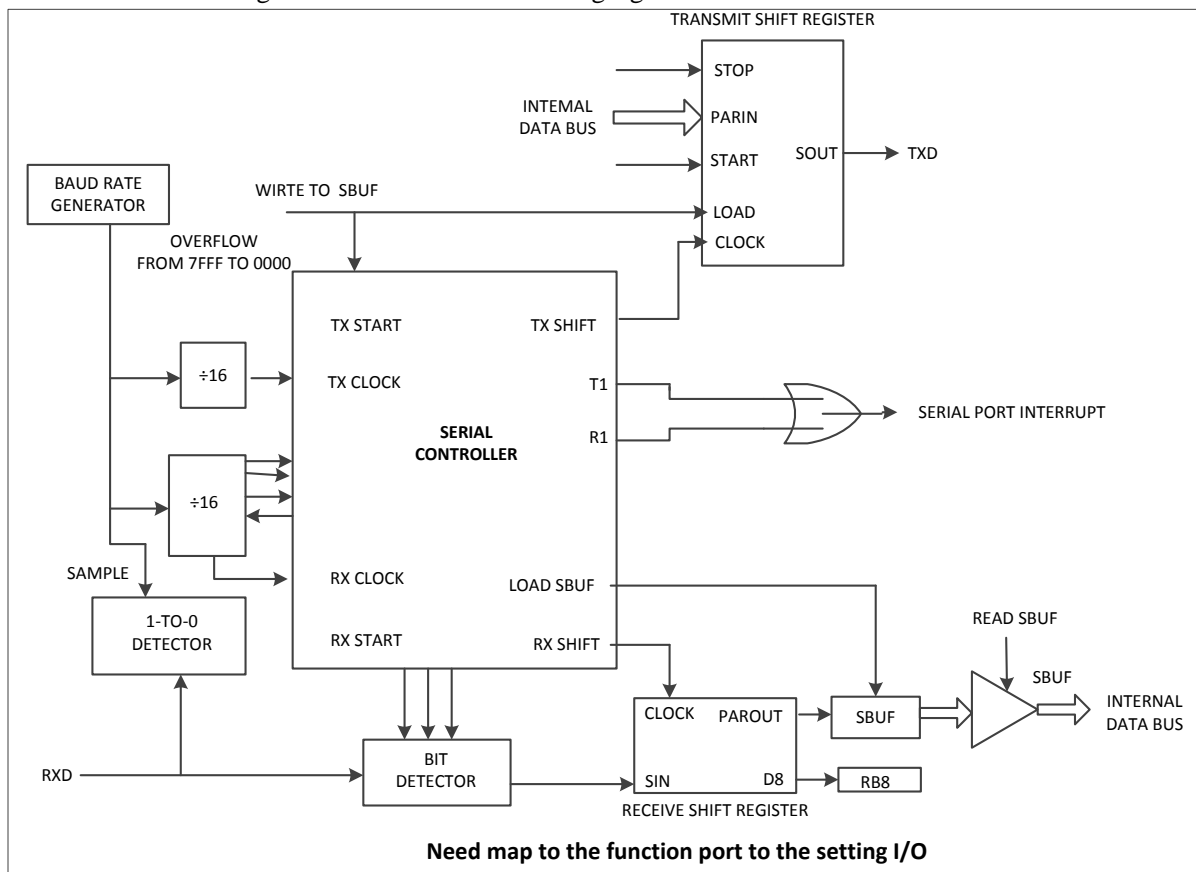 TRANSMIT SHIFT REGISTER
STOP
INTEMAL
DATA BUS
PARIN
START
SOUT
TXD
BAUD RATE
GENERATOR
WIRTE TO SBUF
LOAD
CLOCK
OVERFLOW
FROM 7FFF TO 0000
TX START
TX SHIFT
÷16
TX CLOCK
T1
SERIAL PORT INTERRUPT
R1
SERIAL
CONTROLLER
÷16
SAMPLE
RX CLOCK
LOAD SBUF
1-TO-0
DETECTOR
RX START
RX SHIFT
READ SBUF
SBUF
CLOCK
PAROUT
SBUF
INTERNAL
DATA BUS
RXD
BIT
DETECTOR
SIN
D8
RB8
RECEIVE SHIFT REGISTER
Need map to the function port to the setting I/O